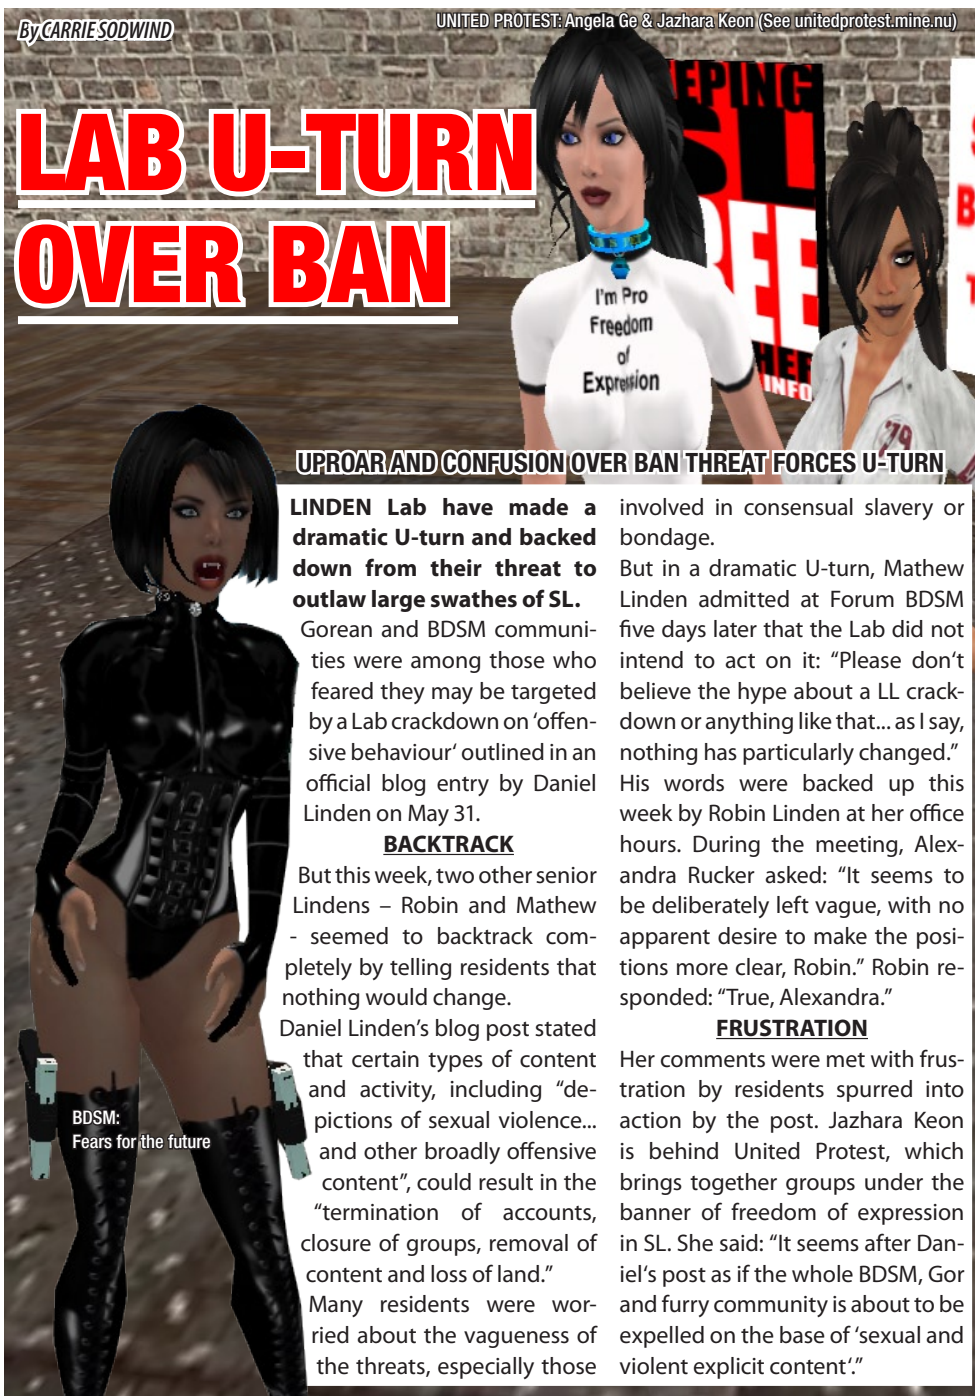 By CARRIE SODWIND
UNITED PROTEST: Angela Ge & Jazhara Keon (See unitedprotest.mine.nu)
LAB U-TURN
OVER BAN
EPING
SL
REE
HER
INFO
S
B
T
I'm Pro
Freedom
of
Expression
79
UPROAR AND CONFUSION OVER BAN THREAT FORCES U-TURN
LINDEN Lab have made a
dramatic U-turn and backed
down from their threat to
outlaw large swathes of SL.
Gorean and BDSM communi-
ties were among those who
feared they may be targeted
by a Lab crackdown on ‘offen-
sive behaviour‘ outlined in an
official blog entry by Daniel
Linden on May 31.
BACKTRACK
But this week, two other senior
Lindens – Robin and Mathew
- seemed to backtrack com-
pletely by telling residents that
nothing would change.
Daniel Linden’s blog post stated
that certain types of content
and activity, including “de-
pictions of sexual violence...
and other broadly offensive
content”, could result in the
“termination of accounts,
closure of groups, removal of
content and loss of land.”
Many residents were wor-
ried about the vagueness of
the threats, especially those
involved in consensual slavery or
bondage.
But in a dramatic U-turn, Mathew
Linden admitted at Forum BDSM
five days later that the Lab did not
intend to act on it: “Please don‘t
believe the hype about a LL crack-
down or anything like that... as I say,
nothing has particularly changed.”
His words were backed up this
week by Robin Linden at her office
hours. During the meeting, Alex-
andra Rucker asked: “It seems to
be deliberately left vague, with no
apparent desire to make the posi-
tions more clear, Robin.” Robin re-
sponded: “True, Alexandra.”
FRUSTRATION
Her comments were met with frus-
tration by residents spurred into
action by the post. Jazhara Keon
is behind United Protest, which
brings together groups under the
banner of freedom of expression
in SL. She said: “It seems after Dan-
iel‘s post as if the whole BDSM, Gor
and furry community is about to be
expelled on the base of ‘sexual and
violent explicit content‘.”
BDSM:
Fears for the future